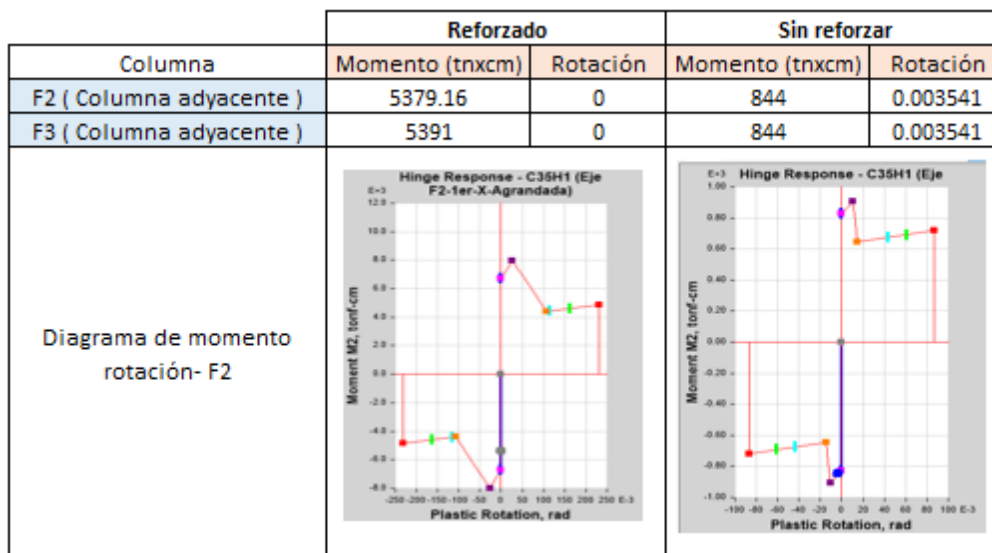 Reforzado Sin reforzar
Columna Momento (tnxcm) Rotación Momento (tnxcm) Rotación
F2 ( Columna adyacente ) 5379.16 0 844 0.003541
F3 ( Columna adyacente ) 5391 0 844 0.003541
Diagrama de momento
rotación- F2
Hinge Response - C35H1 (Eje
F2-1er-X-Agrandada)
E+3
12.0
10.0
8.0
6.0
4.0
2.0
0.0
-2.0
-4.0
-6.0
-8.0
Moment M2, tonf-cm
-250 -200 -150 -100 -50 0 50 100 150 200 250 E-3
Plastic Rotation, rad
Hinge Response - C35H1 (Eje
E+3
1.00
0.80
0.60
0.40
0.20
0.00
-0.20
-0.40
-0.60
-0.80
-1.00
Moment M2, tonf-cm
-100 -80 -60 -40 -20 0 20 40 60 80 100 E-3
Plastic Rotation, rad